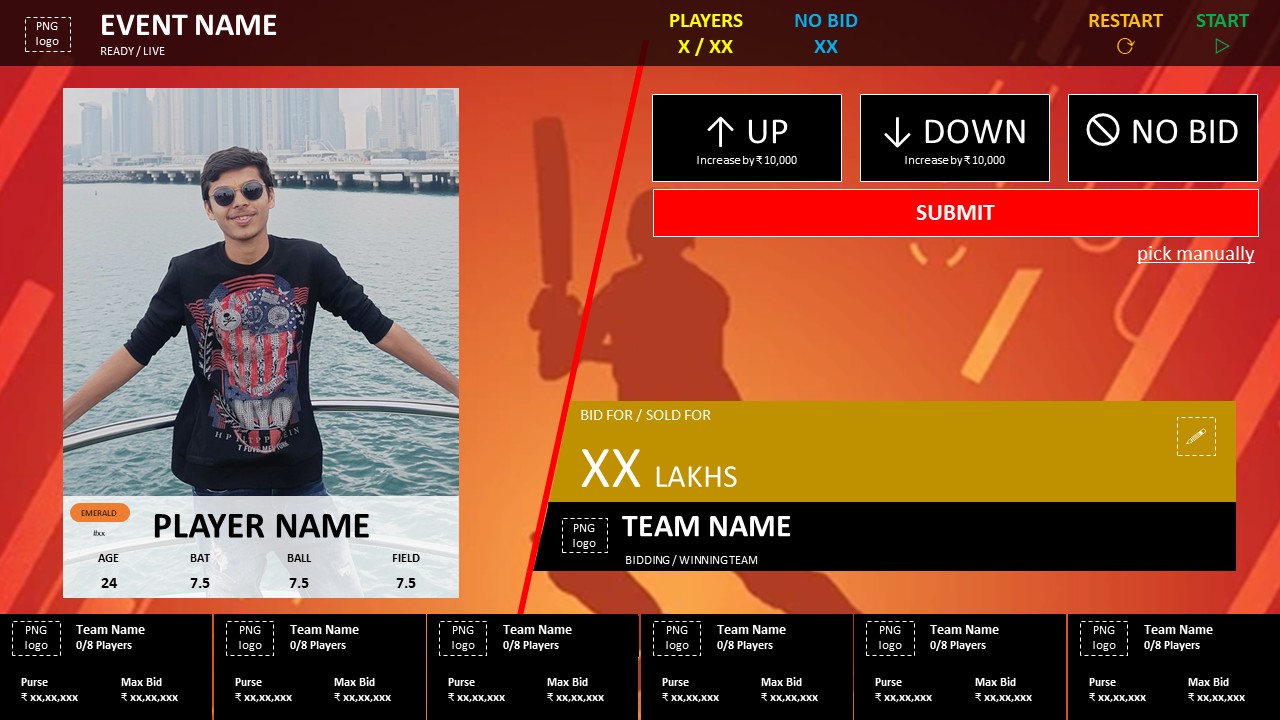 PNG
logo
EVENT NAME
READY / LIVE
PLAYERS
X / XX
NO BID
XX
RESTART
START
UP
Increase by ₹ 10,000
DOWN
Increase by ₹ 10,000
NO BID
SUBMIT
pick manually
EMERALD
#xx
PLAYER NAME
AGE BAT BALL FIELD
24 7.5 7.5 7.5
BID FOR / SOLD FOR
XX LAKHS
PNG
logo
TEAM NAME
BIDDING / WINNING TEAM
PNG
logo
Team Name
0/8 Players
Purse Max Bid
₹ xx,xx,xxx ₹ xx,xx,xxx
PNG
logo
Team Name
0/8 Players
Purse Max Bid
₹ xx,xx,xxx ₹ xx,xx,xxx
PNG
logo
Team Name
0/8 Players
Purse Max Bid
₹ xx,xx,xxx ₹ xx,xx,xxx
PNG
logo
Team Name
0/8 Players
Purse Max Bid
₹ xx,xx,xxx ₹ xx,xx,xxx
PNG
logo
Team Name
0/8 Players
Purse Max Bid
₹ xx,xx,xxx ₹ xx,xx,xxx
PNG
logo
Team Name
0/8 Players
Purse Max Bid
₹ xx,xx,xxx ₹ xx,xx,xxx